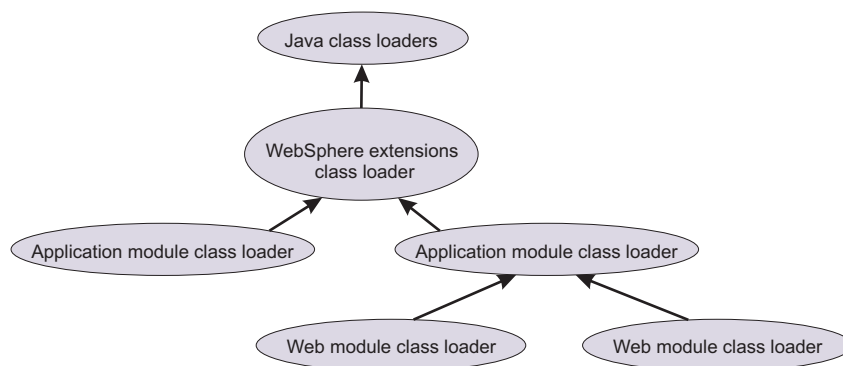 Java class loaders
WebSphere extensions
class loader
Application module class loader
Application module class loader
Web module class loader
Web module class loader